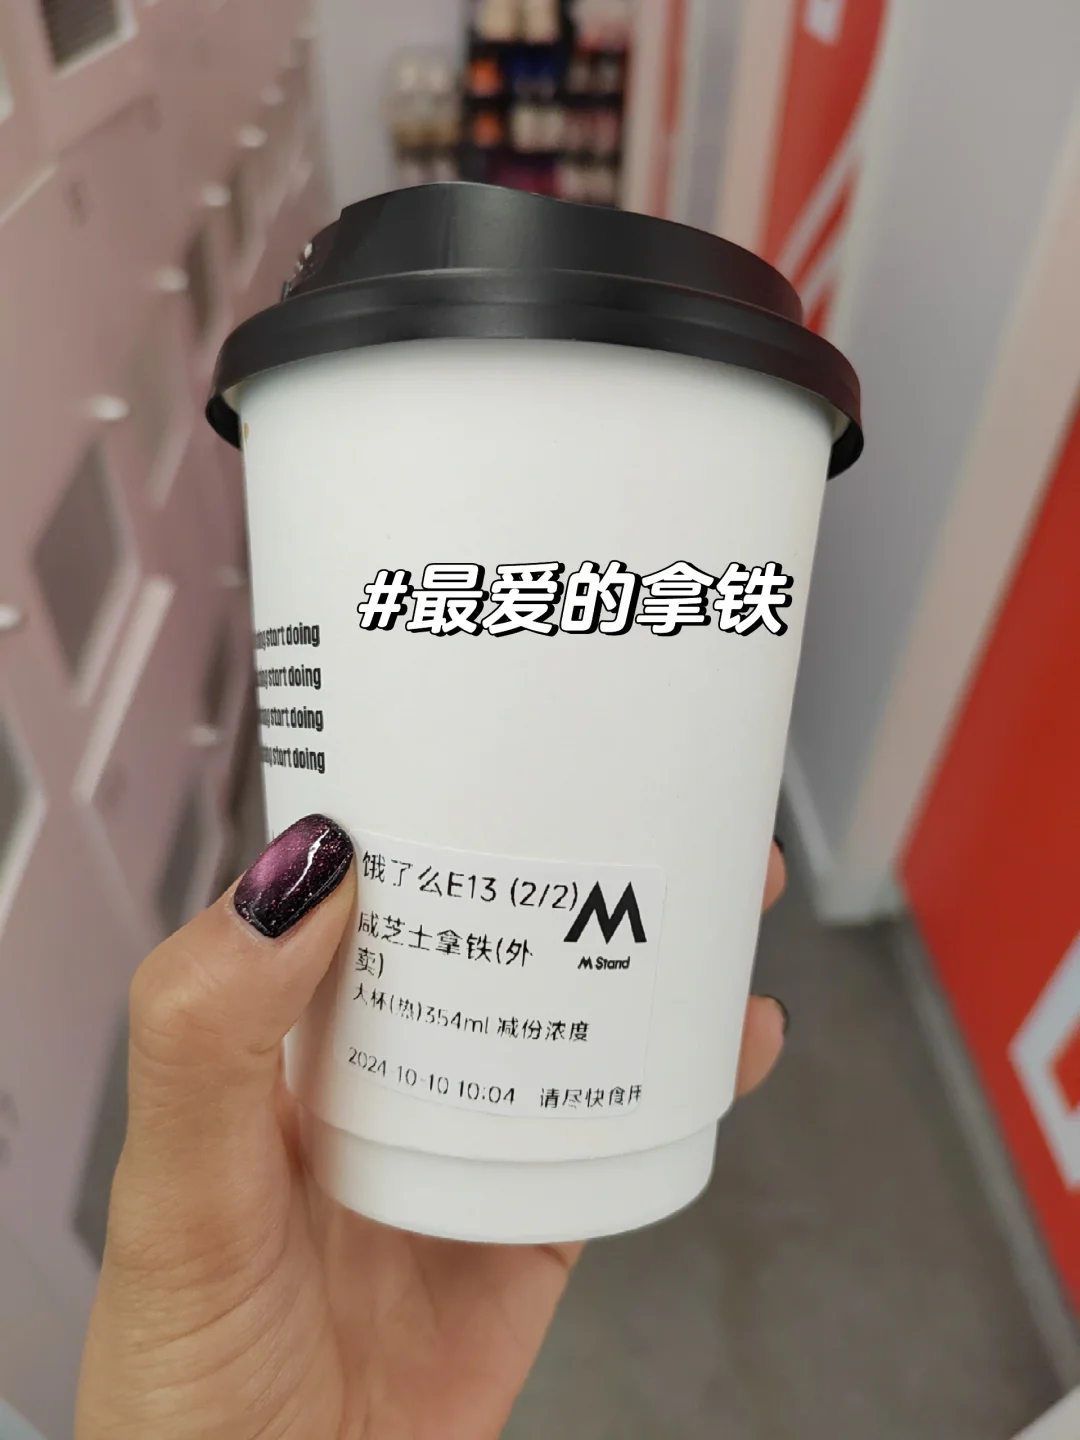 #最爱的拿铁
start doing
start doing
start doing
start doing
饿了么E13 (2/2)
M Stand
咸芝士拿铁(外
卖)
大杯(热)354ml 减份浓度
2024-10-10 10:04 请尽快食用